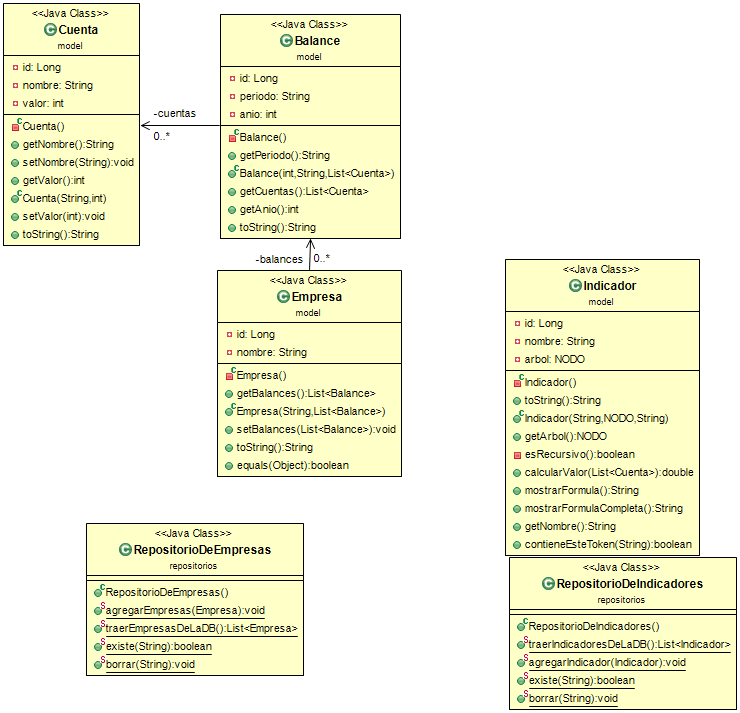 <<Java Class>>
Cuenta
model
id: Long
nombre: String
valor: int
Cuenta()
getNombre():String
setNombre(String):void
getValor():int
Cuenta(String,int)
setValor(int):void
toString():String
-cuentas
0..*
<<Java Class>>
Balance
model
id: Long
periodo: String
anio: int
Balance()
getPeriodo():String
Balance(int,String,List<Cuenta>)
getCuentas():List<Cuenta>
getAnio():int
toString():String
-balances
0..*
<<Java Class>>
Empresa
model
id: Long
nombre: String
Empresa()
getBalances():List<Balance>
Empresa(String,List<Balance>)
setBalances(List<Balance>):void
toString():String
equals(Object):boolean
<<Java Class>>
Indicador
model
id: Long
nombre: String
arbol: NODO
Indicador()
toString():String
Indicador(String,NODO,String)
getArbol():NODO
esRecursivo():boolean
calcularValor(List<Cuenta>):double
mostrarFormula():String
mostrarFormulaCompleta():String
getNombre():String
contieneEsteToken(String):boolean
<<Java Class>>
RepositorioDeEmpresas
repositorios
RepositorioDeEmpresas()
agregarEmpresas(Empresa):void
traerEmpresasDeLaDB():List<Empresa>
existe(String):boolean
borrar(String):void
<<Java Class>>
RepositorioDeIndicadores
repositorios
RepositorioDeIndicadores()
traerIndicadoresDeLaDB():List<Indicador>
agregarIndicador(Indicador):void
existe(String):boolean
borrar(String):void